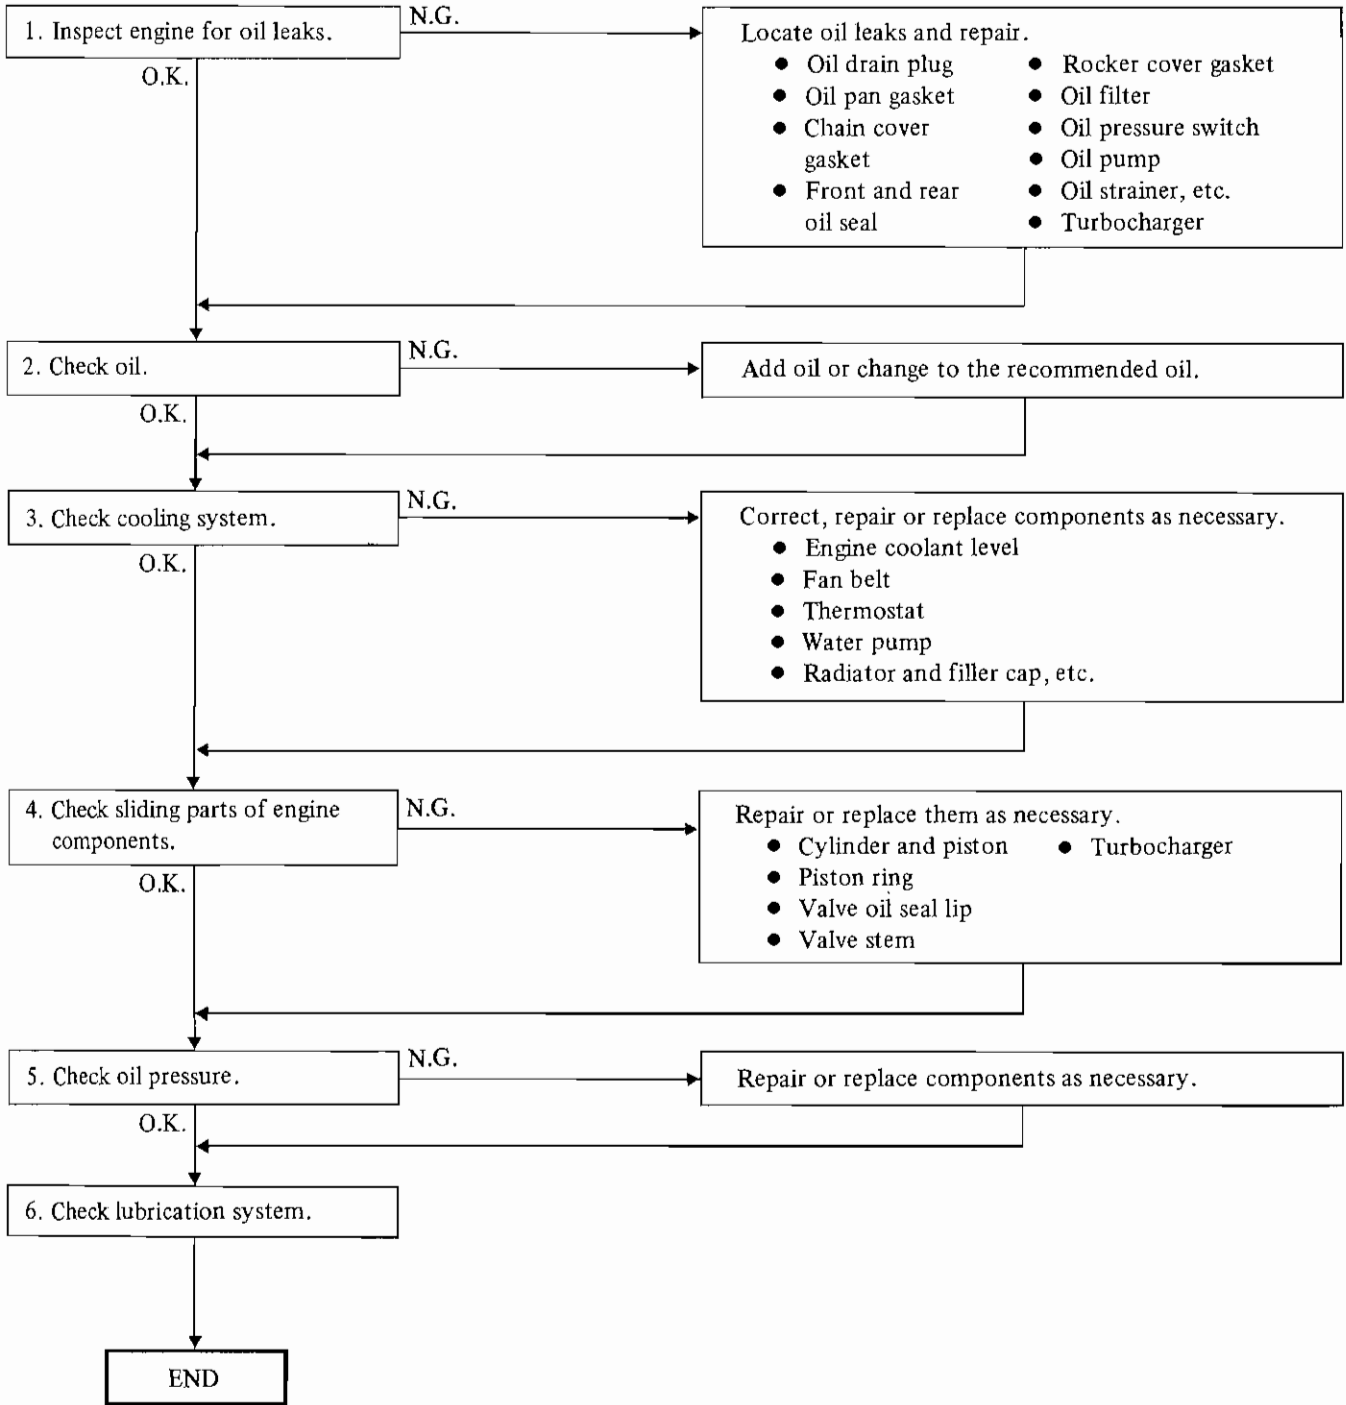 1. Inspect engine for oil leaks.
N.G.
O.K.
Locate oil leaks and repair.
● Oil drain plug
● Oil pan gasket
● Chain cover
gasket
● Front and rear
oil seal
● Rocker cover gasket
● Oil filter
● Oil pressure switch
● Oil pump
● Oil strainer, etc.
● Turbocharger
2. Check oil.
N.G.
O.K.
Add oil or change to the recommended oil.
3. Check cooling system.
N.G.
O.K.
Correct, repair or replace components as necessary.
● Engine coolant level
● Fan belt
● Thermostat
● Water pump
● Radiator and filler cap, etc.
4. Check sliding parts of engine
components.
N.G.
O.K.
Repair or replace them as necessary.
● Cylinder and piston
● Piston ring
● Valve oil seal lip
● Valve stem
● Turbocharger
5. Check oil pressure.
N.G.
O.K.
Repair or replace components as necessary.
6. Check lubrication system.
END